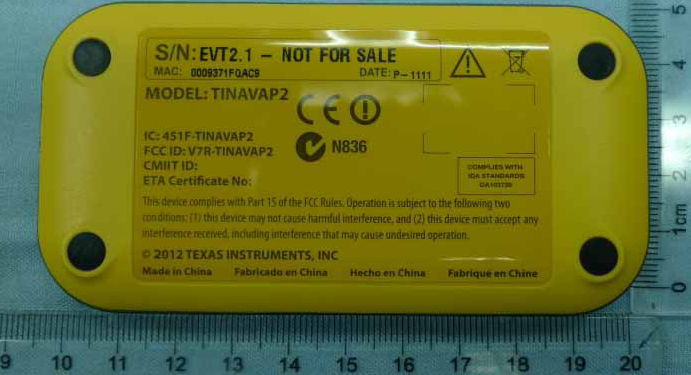 S/N: EVT2.1 - NOT FOR SALE
MAC: 0009371F0AC9 DATE: P-1111
MODEL: TINAVAP2
CE
IC: 451F-TINAVAP2
N836
FCC ID: V7R-TINAVAP2
CMIIT ID:
ETA Certificate No:
COMPLIES WITH
IDA STANDARDS
DA103739
This device complies with Part 15 of the FCC Rules. Operation is subject to the following two
conditions: (1) this device may not cause harmful interference, and (2) this device must accept any
interference received, including interference that may cause undesired operation.
© 2012 TEXAS INSTRUMENTS, INC
Made in China Fabricado en China Hecho en China Fabriqué en Chine
5
4
3
2
1cm
0
9 10 11 12 13 14 15 16 17 18 19 20